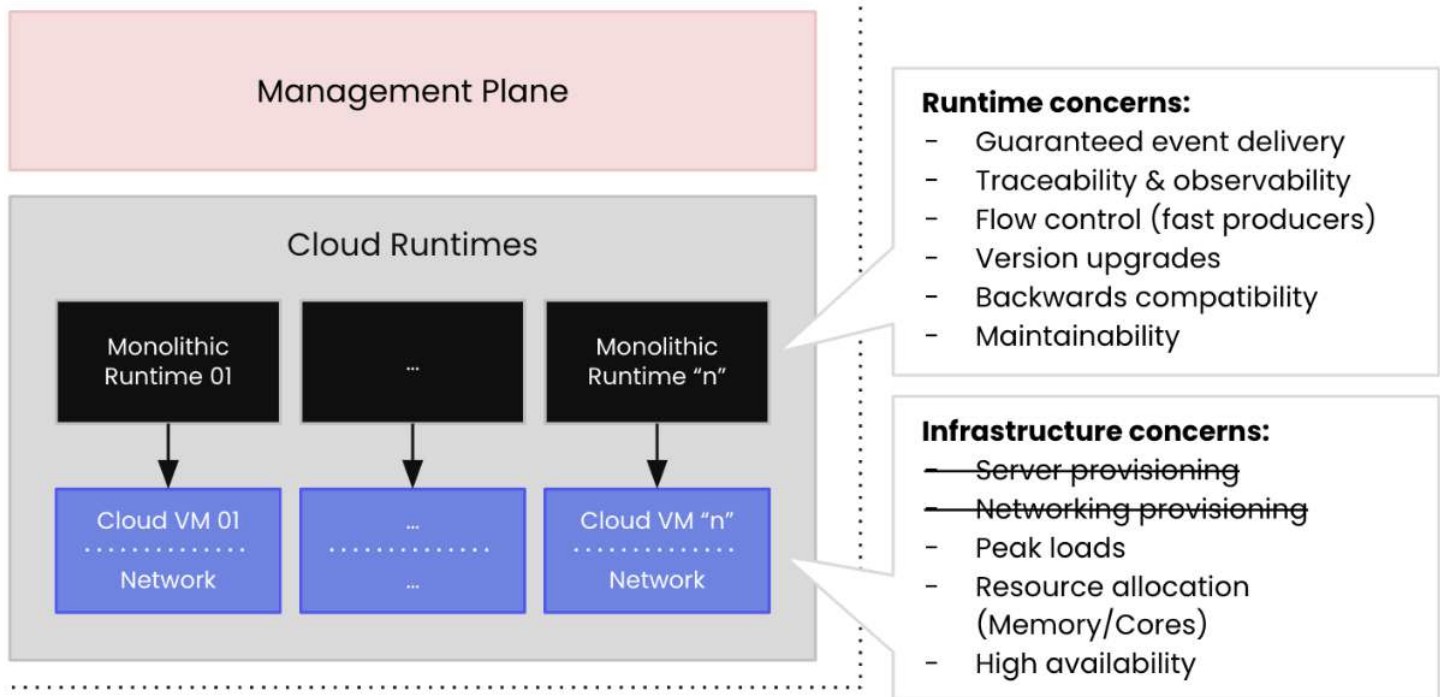 Management Plane
Cloud Runtimes
Monolithic
Runtime 01
...
Monolithic
Runtime “n”
Cloud VM 01
Network
...
...
Cloud VM “n”
Network
Runtime concerns:
- Guaranteed event delivery
- Traceability & observability
- Flow control (fast producers)
- Version upgrades
- Backwards compatibility
- Maintainability
Infrastructure concerns:
- Server provisioning
- Networking provisioning
- Peak loads
- Resource allocation
(Memory/Cores)
- High availability